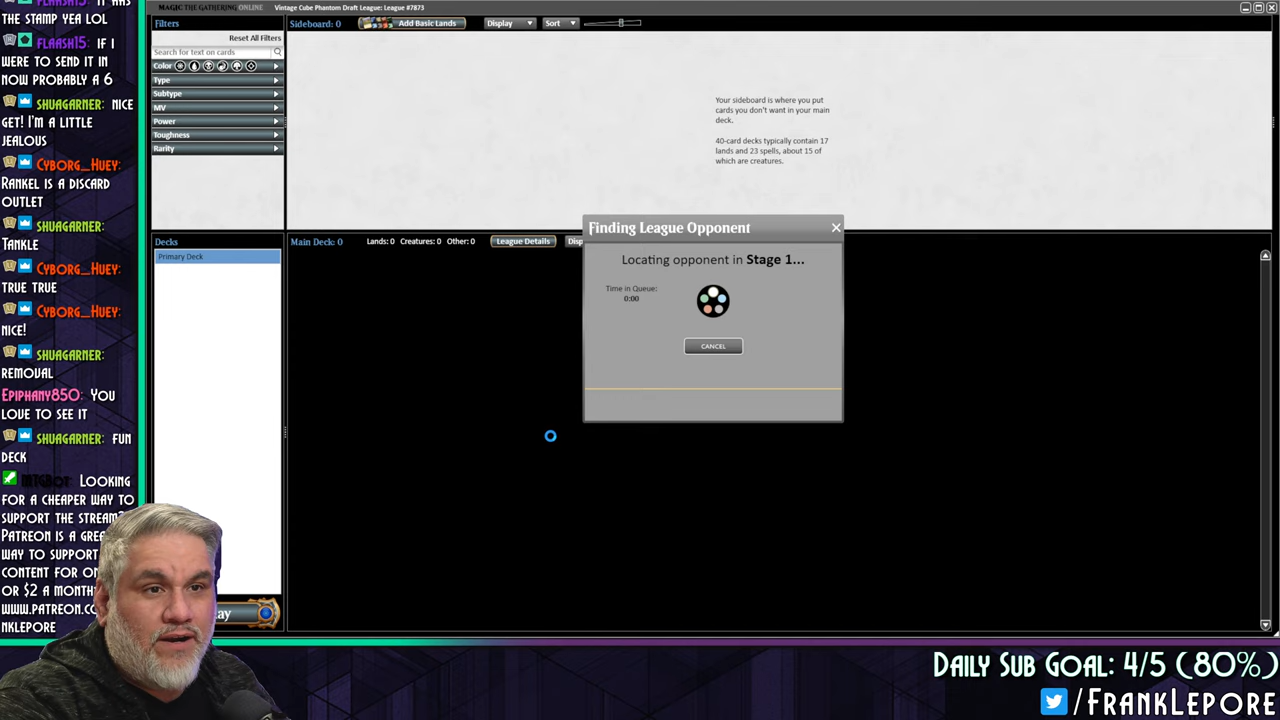 MAGIC THE GATHERING ONLINE
Vintage Cube Phantom Draft League: League #7873
Filters
Reset All Filters
Search for text on cards
Color
Type
Subtype
MV
Power
Toughness
Rarity
Sideboard: 0
Add Basic Lands
Display
Sort
Your sideboard is where you put
cards you don't want in your main
deck.
40-card decks typically contain 17
lands and 23 spells, about 15 of
which are creatures.
Decks
Primary Deck
Main Deck: 0
Lands: 0 Creatures: 0 Other: 0
League Details
Finding League Opponent
Locating opponent in Stage 1...
Time in Queue:
0:00
CANCEL
the stamp yea lol
flaash15: if i
were to send it in
now probably a 6
Shuagarner: nice
get! I'm a little
jealous
Cyborg_Huey:
Rankel is a discard
outlet
Shuagarner:
Tankle
Cyborg_Huey:
true true
Cyborg_Huey:
nice!
Shuagarner:
removal
Epiphany850: You
love to see it
Shuagarner: fun
deck
MTGBot: Looking
for a cheaper way to
support the stream?
Patreon is a
way to support
content for
or $2 a month
www.patreon.co
nklepore
Daily Sub Goal: 4/5 (80%)
/FrankLepore